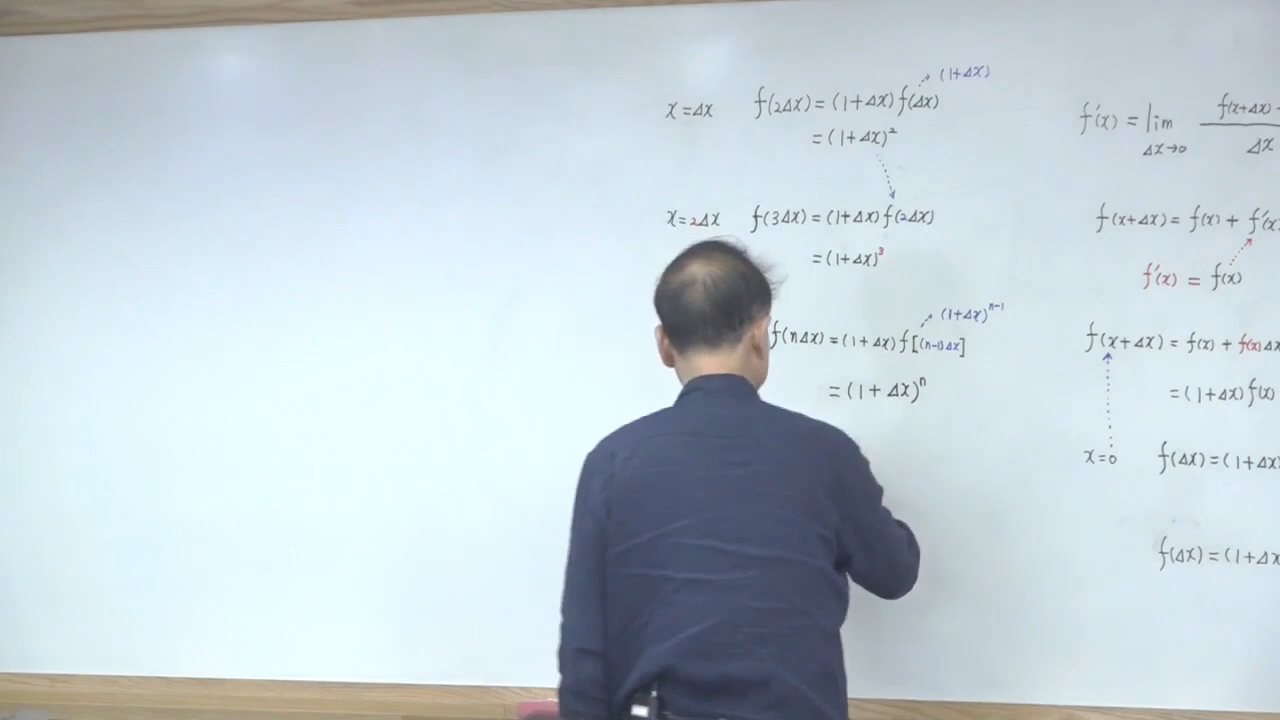 (1+Δx)
x=Δx f(2Δx)=(1+Δx)f(Δx)
=(1+Δx)²
x=2Δx f(3Δx)=(1+Δx)f(2Δx)
=(1+Δx)³
(1+Δx)ⁿ⁻¹
f(nΔx)=(1+Δx)f[(n-1)Δx]
=(1+Δx)ⁿ
f'(x)=lim f(x+Δx)-
Δx→0 Δx
f(x+Δx)=f(x)+f'(x)
f'(x)=f(x)
f(x+Δx)=f(x)+f(x)Δx
=(1+Δx)f(x)
x=0 f(Δx)=(1+Δx)
f(Δx)=(1+Δx